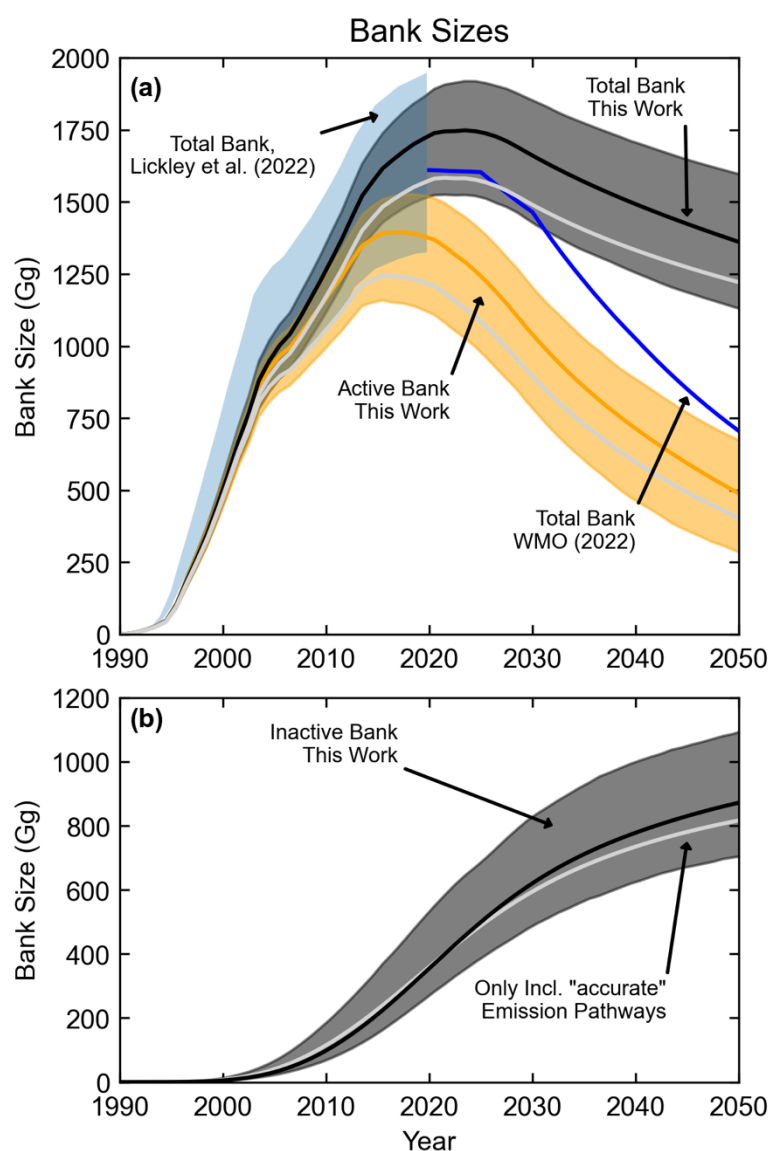 Bank Sizes
(a)
Total Bank
This Work
Total Bank,
Lickley et al. (2022)
Active Bank
This Work
Total Bank
WMO (2022)
Bank Size (Gg)
2000
1750
1500
1250
1000
750
500
250
0
1990
2000
2010
2020
2030
2040
2050
(b)
Inactive Bank
This Work
Only Incl. "accurate"
Emission Pathways
Bank Size (Gg)
1200
1000
800
600
400
200
0
1990
2000
2010
2020
2030
2040
2050
Year